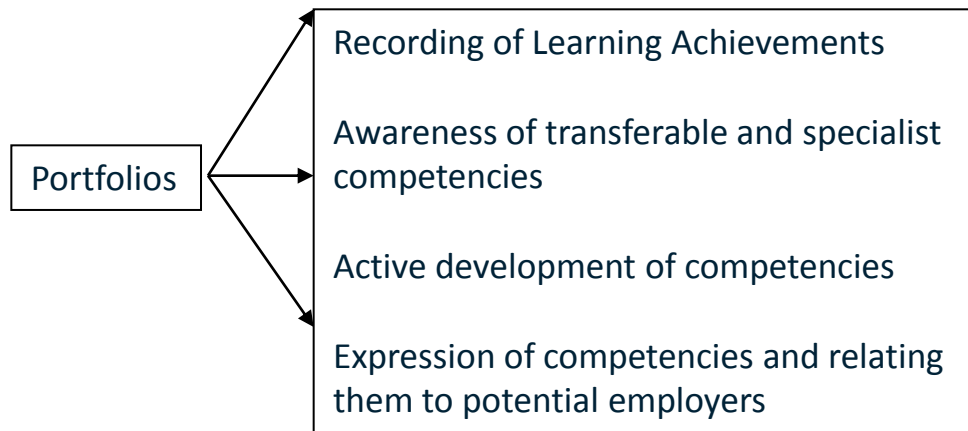 Portfolios
Recording of Learning Achievements
Awareness of transferable and specialist
competencies
Active development of competencies
Expression of competencies and relating
them to potential employers